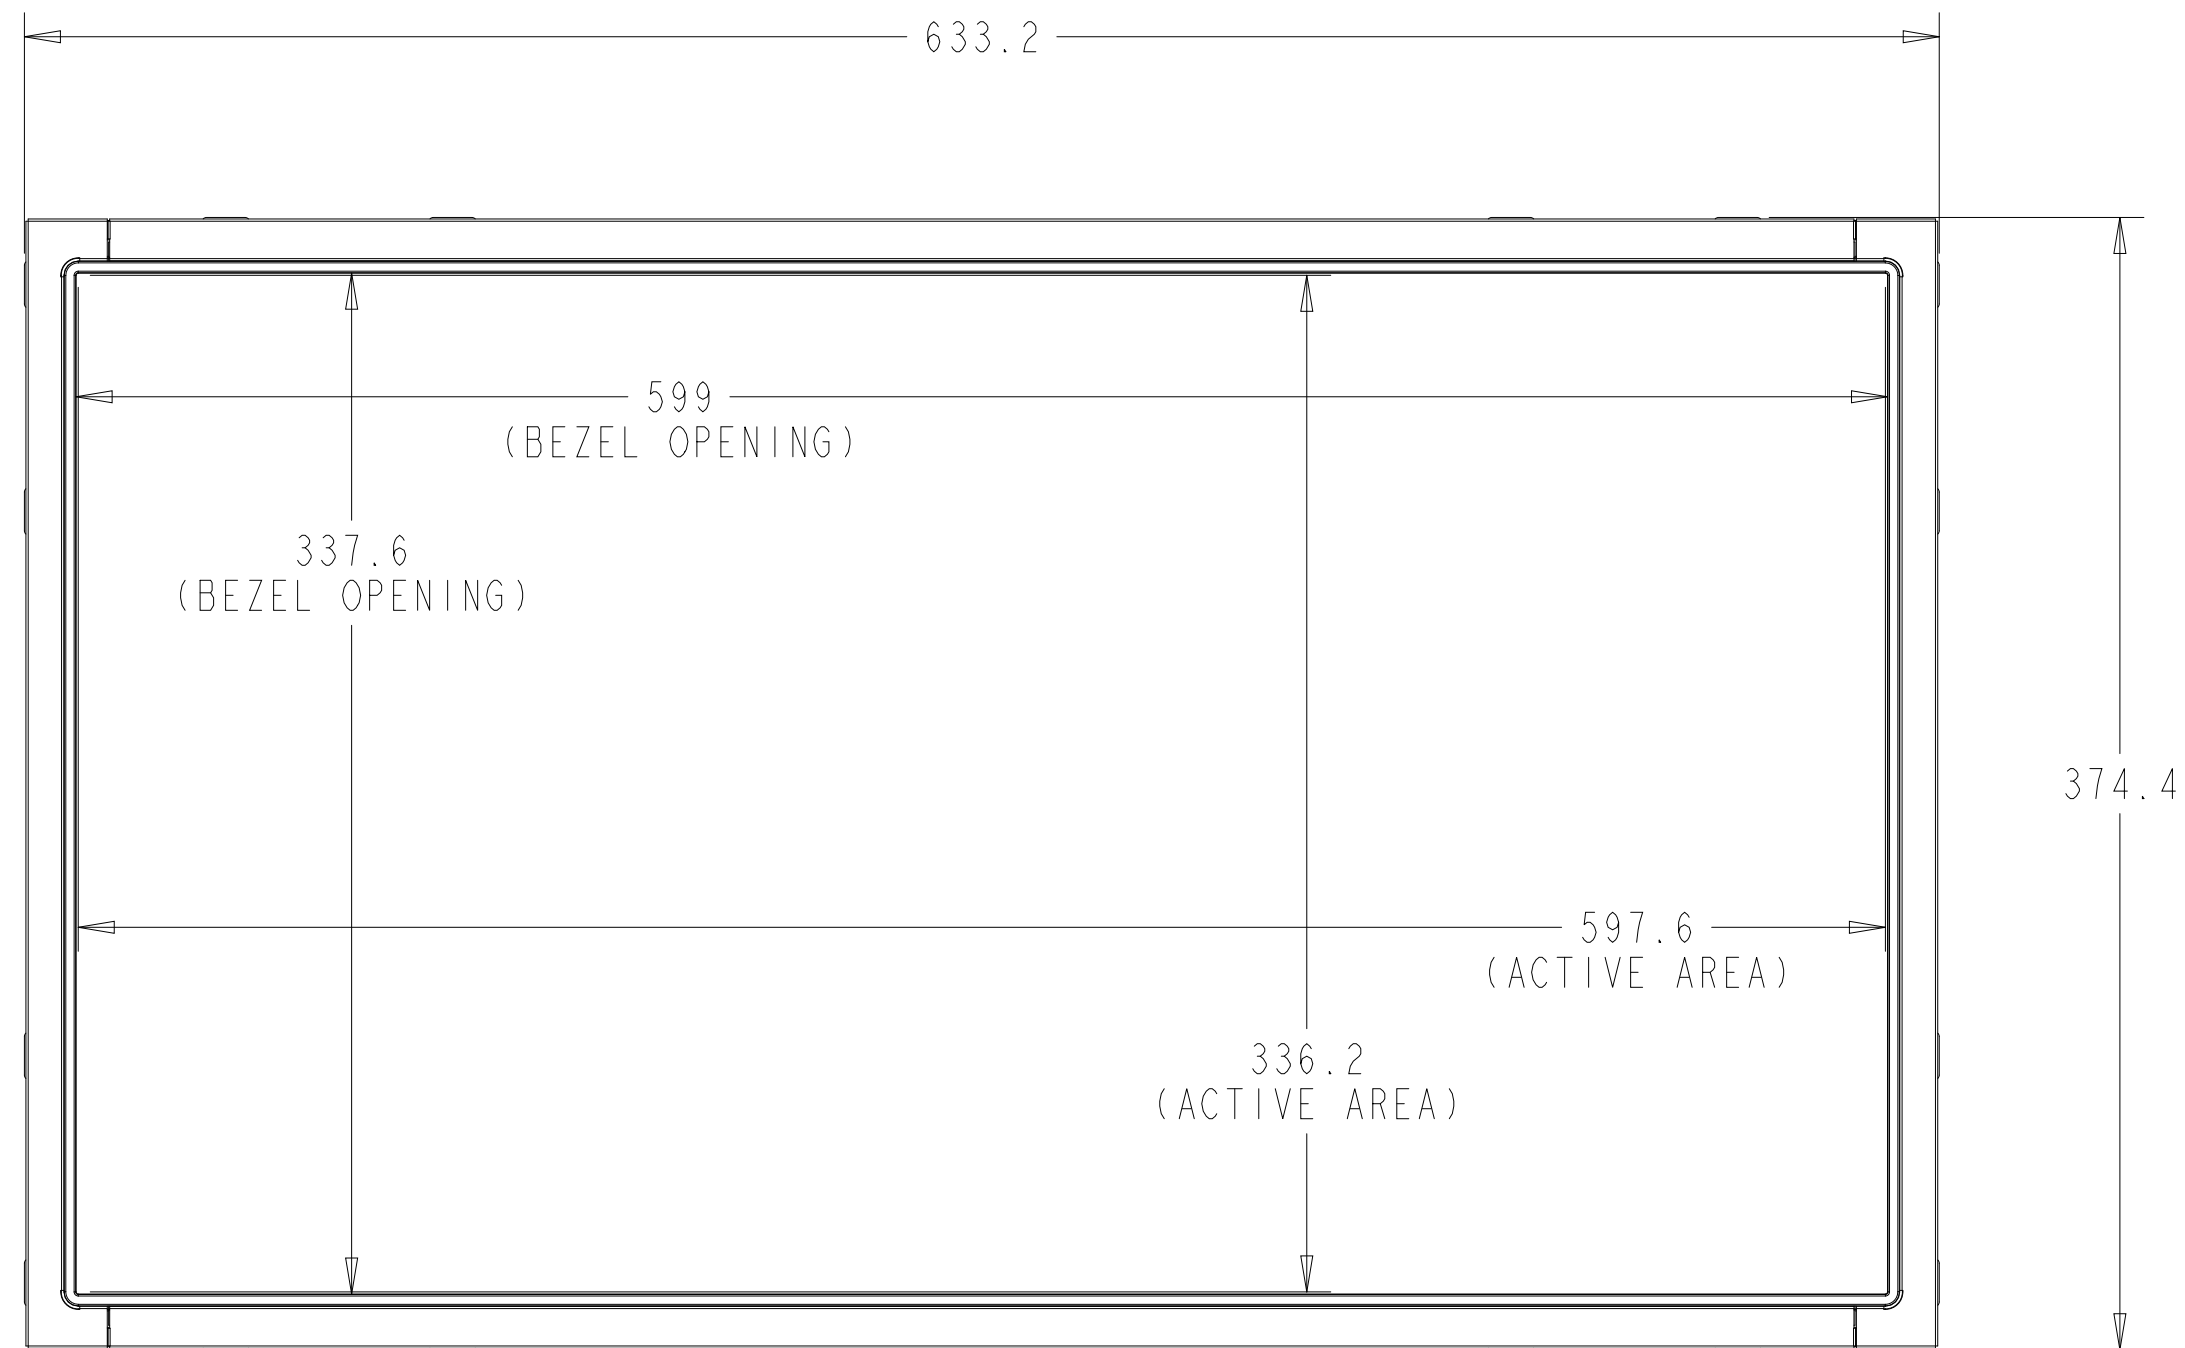 633.2
599
(BEZEL OPENING)
337.6
(BEZEL OPENING)
374.4
597.6
(ACTIVE AREA)
336.2
(ACTIVE AREA)